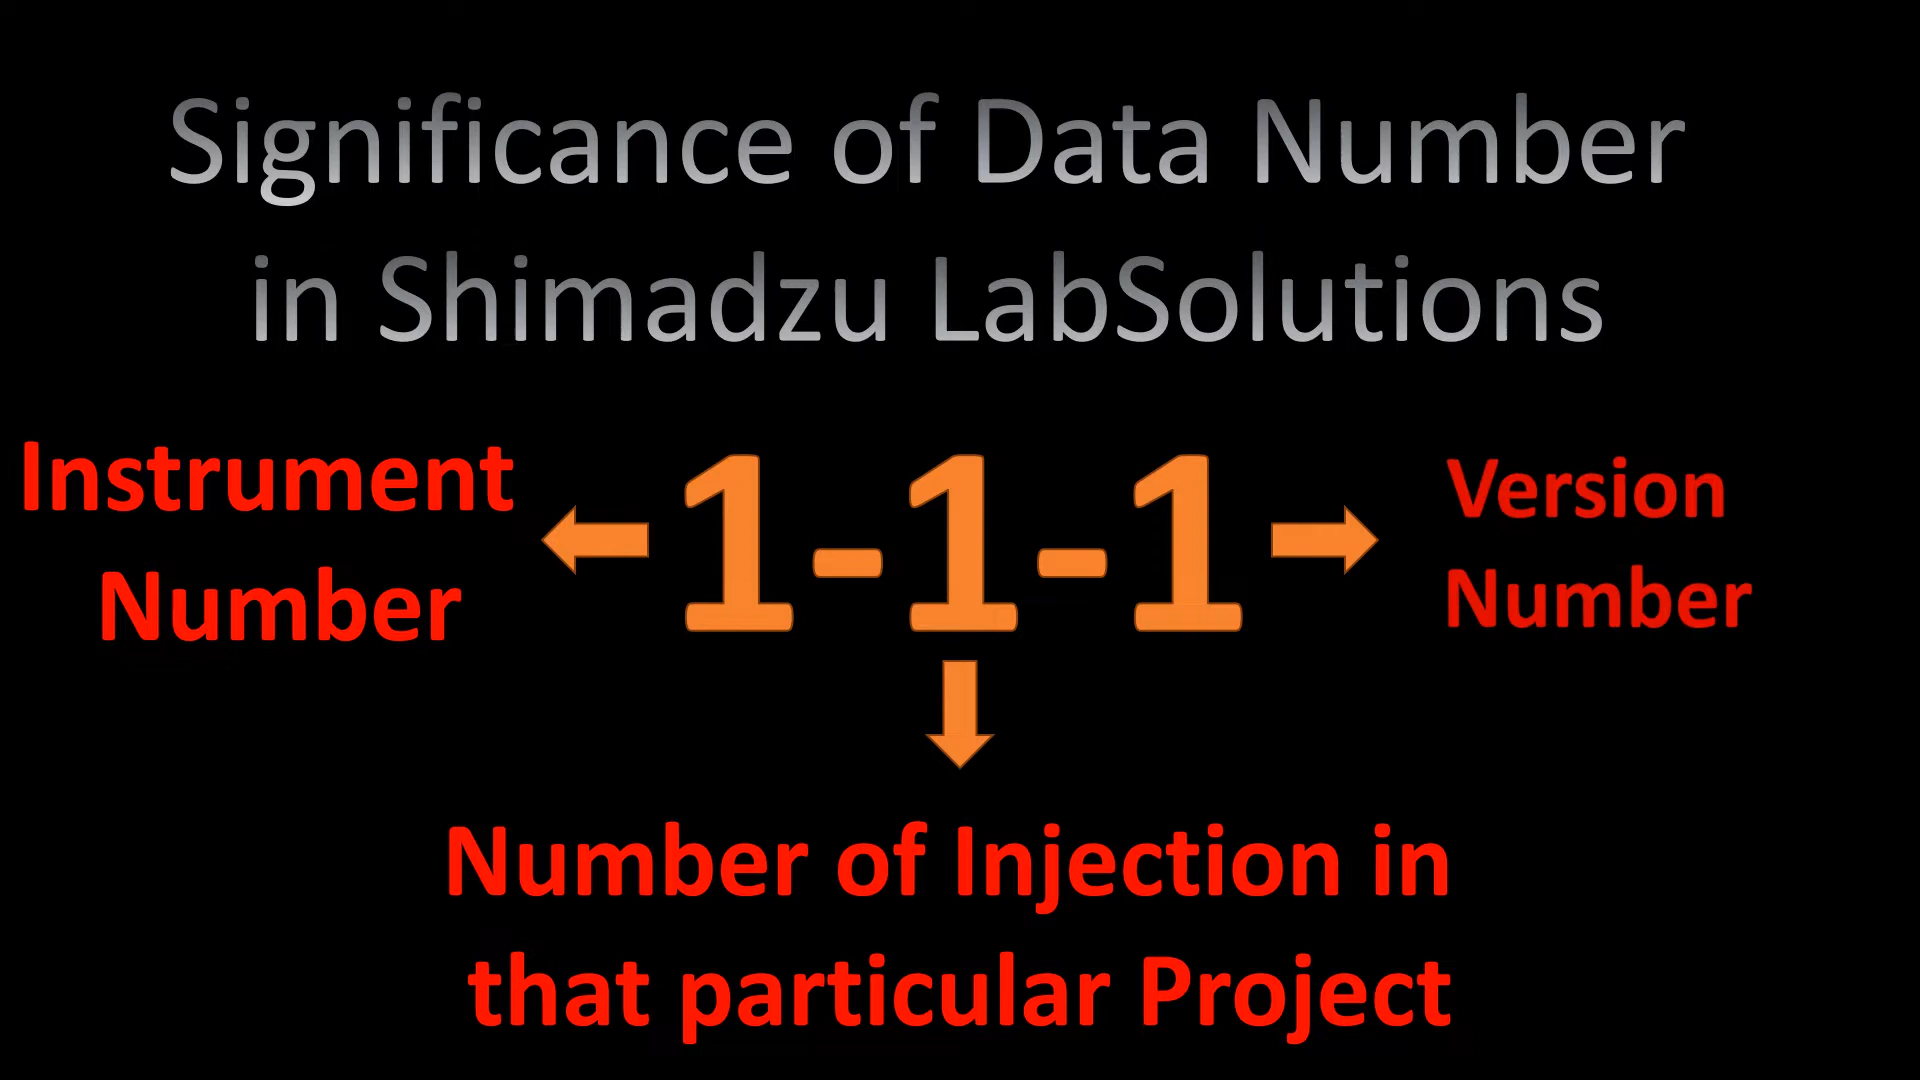 Significance of Data Number
in Shimadzu LabSolutions
Instrument
Number
1-1-1
Version
Number
Number of Injection in
that particular Project